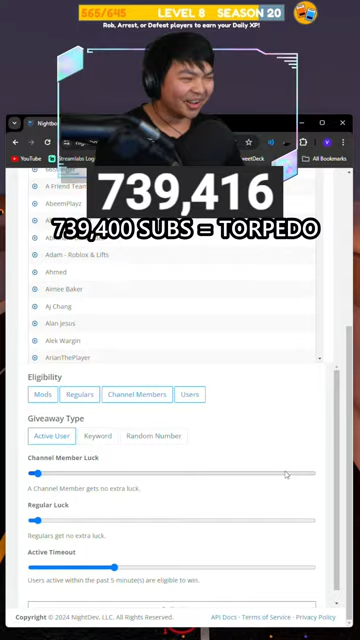 565/645 LEVEL 8 SEASON 20
Rob, Arrest, or Defeat players to earn your Daily XP!
Nightbo
YouTube Streamlabs Log weetDeck All Bookmarks
739,416
739,400 SUBS = TORPEDO
A Friend Team
AbeemPlayz
Adam - Roblox & Lifts
Ahmed
Aimee Baker
Aj Chang
Alan Jesus
Alek Wargin
ArianThePlayer
Eligibility
Mods Regulars Channel Members Users
Giveaway Type
Active User Keyword Random Number
Channel Member Luck
A Channel Member gets no extra luck.
Regular Luck
Regulars get no extra luck.
Active Timeout
Users active within the past 5 minute(s) are eligible to win.
Copyright © 2024 NightDev, LLC. All Rights Reserved. API Docs · Terms of Service · Privacy Policy